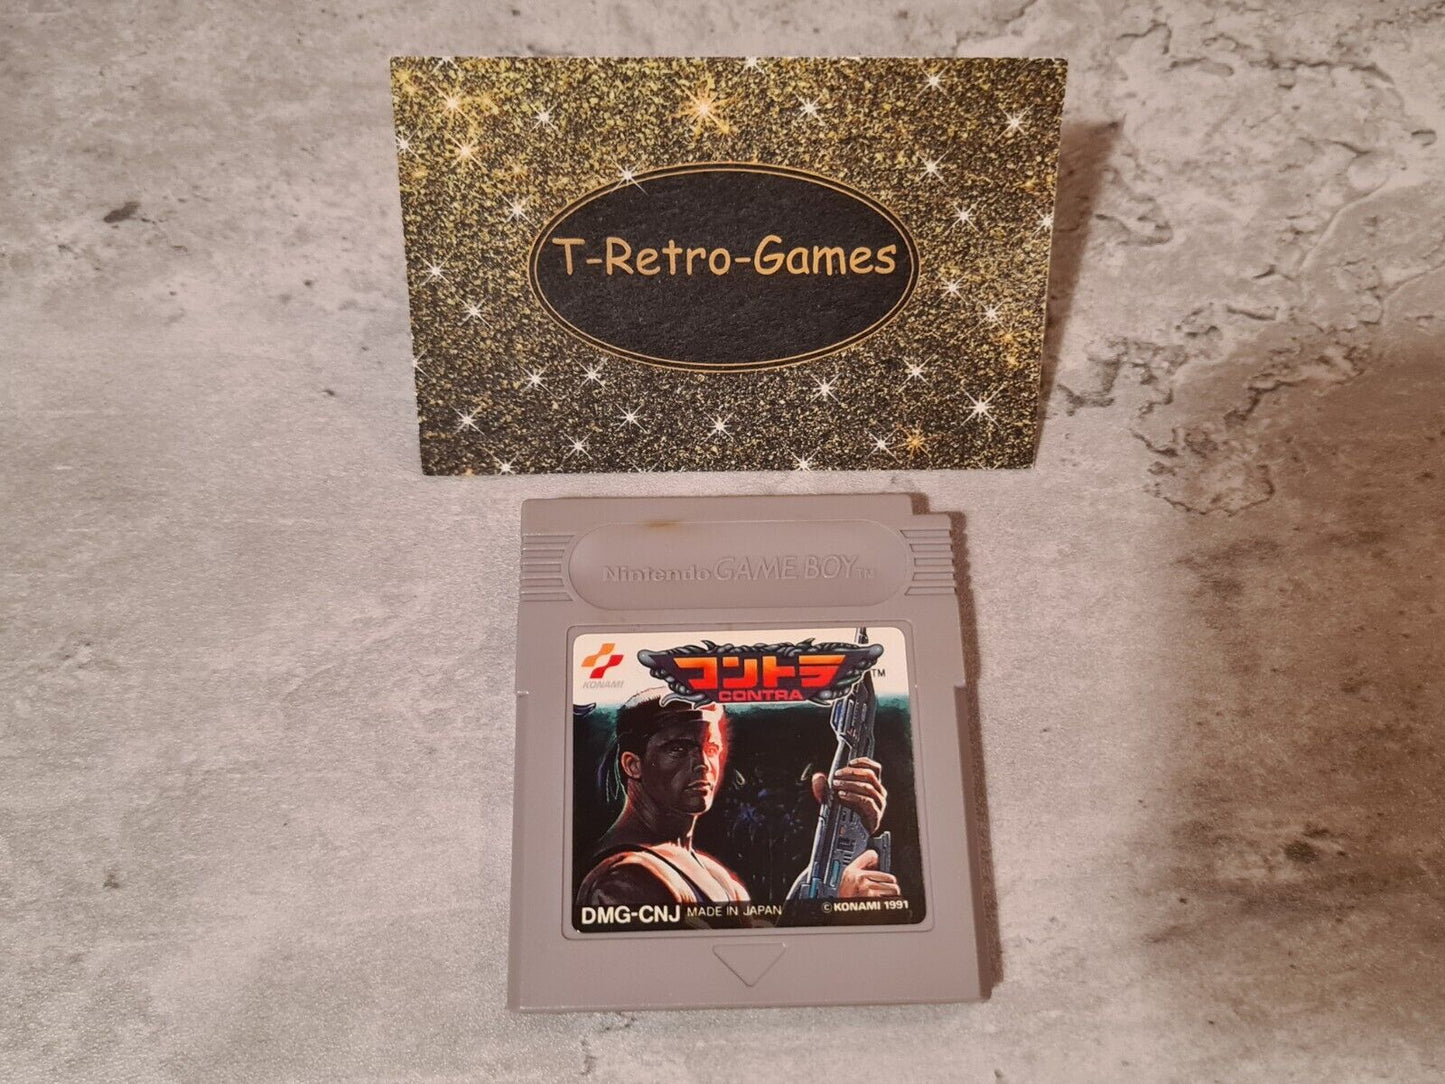 T-Retro-Games
Nintendo GAME BOY TM
KONAMI
コントラ
TM
CONTRA
DMG-CNJ MADE IN JAPAN
© KONAMI 1991